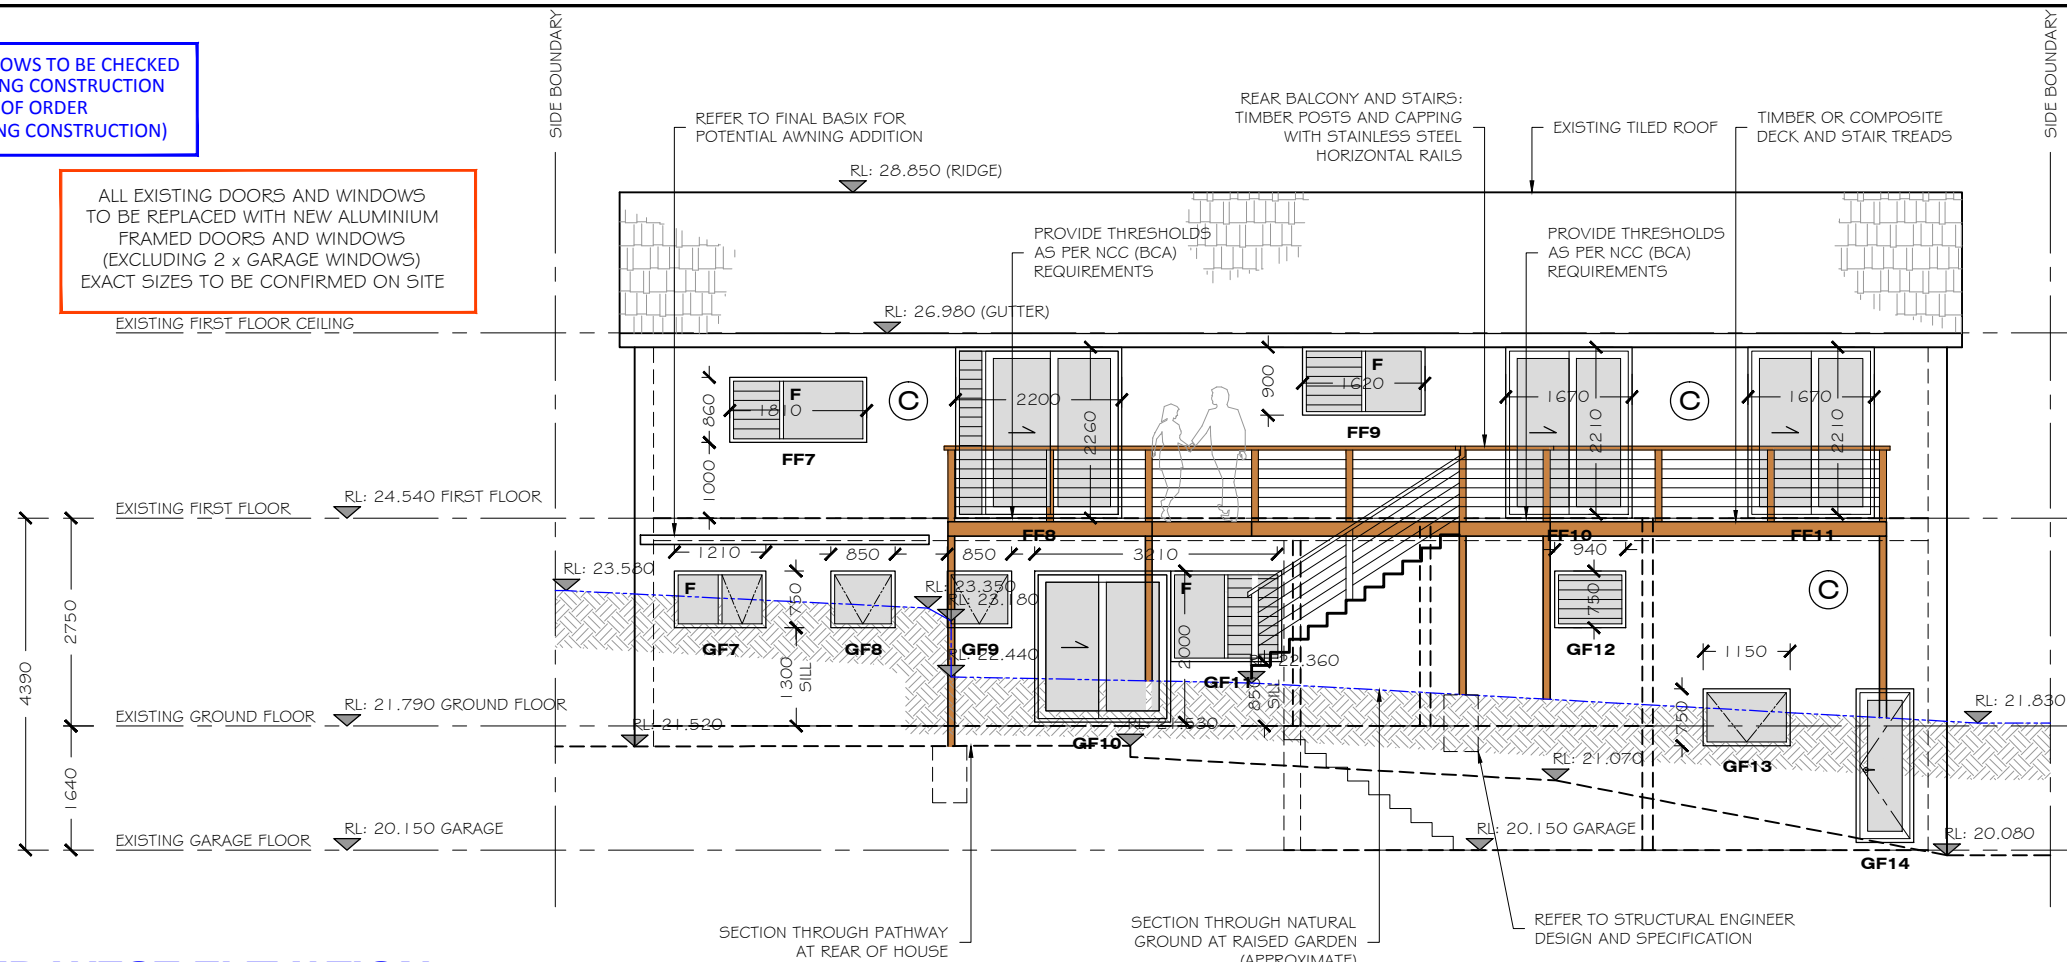 OWS TO BE CHECKED
NG CONSTRUCTION
OF ORDER
NG CONSTRUCTION)
ALL EXISTING DOORS AND WINDOWS
TO BE REPLACED WITH NEW ALUMINIUM
FRAMED DOORS AND WINDOWS
(EXCLUDING 2 x GARAGE WINDOWS)
EXACT SIZES TO BE CONFIRMED ON SITE
SIDE BOUNDARY
SIDE BOUNDARY
REFER TO FINAL BASIX FOR
POTENTIAL AWNING ADDITION
REAR BALCONY AND STAIRS:
TIMBER POSTS AND CAPPING
WITH STAINLESS STEEL
HORIZONTAL RAILS
EXISTING TILED ROOF
TIMBER OR COMPOSITE
DECK AND STAIR TREADS
RL: 28.850 (RIDGE)
PROVIDE THRESHOLDS
AS PER NCC (BCA)
REQUIREMENTS
PROVIDE THRESHOLDS
AS PER NCC (BCA)
REQUIREMENTS
RL: 26.980 (GUTTER)
EXISTING FIRST FLOOR CEILING
F
1810
860
1000
FF7
C
2200
2260
FF8
900
F
1620
FF9
1670
2210
FF10
C
1670
2210
FF11
EXISTING FIRST FLOOR
RL: 24.540 FIRST FLOOR
1210
850
850
3210
940
RL: 23.580
RL: 23.350
RL: 23.180
F
750
GF7
GF8
GF9
1300
SILL
RL: 22.440
F
2000
GF11
RL: 22.360
850
SILL
750
GF12
C
1150
750
GF13
2750
4390
1640
EXISTING GROUND FLOOR
RL: 21.790 GROUND FLOOR
RL: 21.520
GF10
RL: 21.530
RL: 21.070
RL: 21.830
EXISTING GARAGE FLOOR
RL: 20.150 GARAGE
RL: 20.150 GARAGE
RL: 20.080
GF14
SECTION THROUGH PATHWAY
AT REAR OF HOUSE
SECTION THROUGH NATURAL
GROUND AT RAISED GARDEN
(APPROXIMATE)
REFER TO STRUCTURAL ENGINEER
DESIGN AND SPECIFICATION